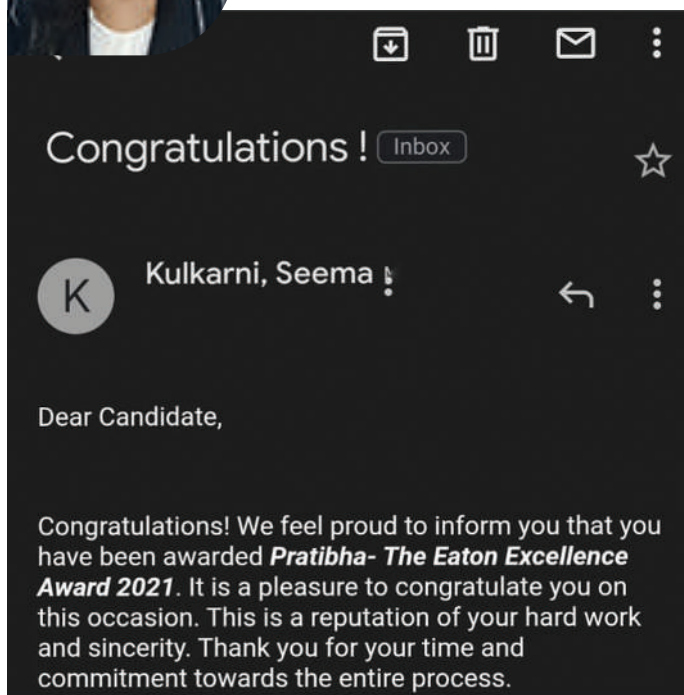 Congratulations ! Inbox
Kulkarni, Seema
K
Dear Candidate,
Congratulations! We feel proud to inform you that you
have been awarded Pratibha- The Eaton Excellence
Award 2021. It is a pleasure to congratulate you on
this occasion. This is a reputation of your hard work
and sincerity. Thank you for your time and
commitment towards the entire process.